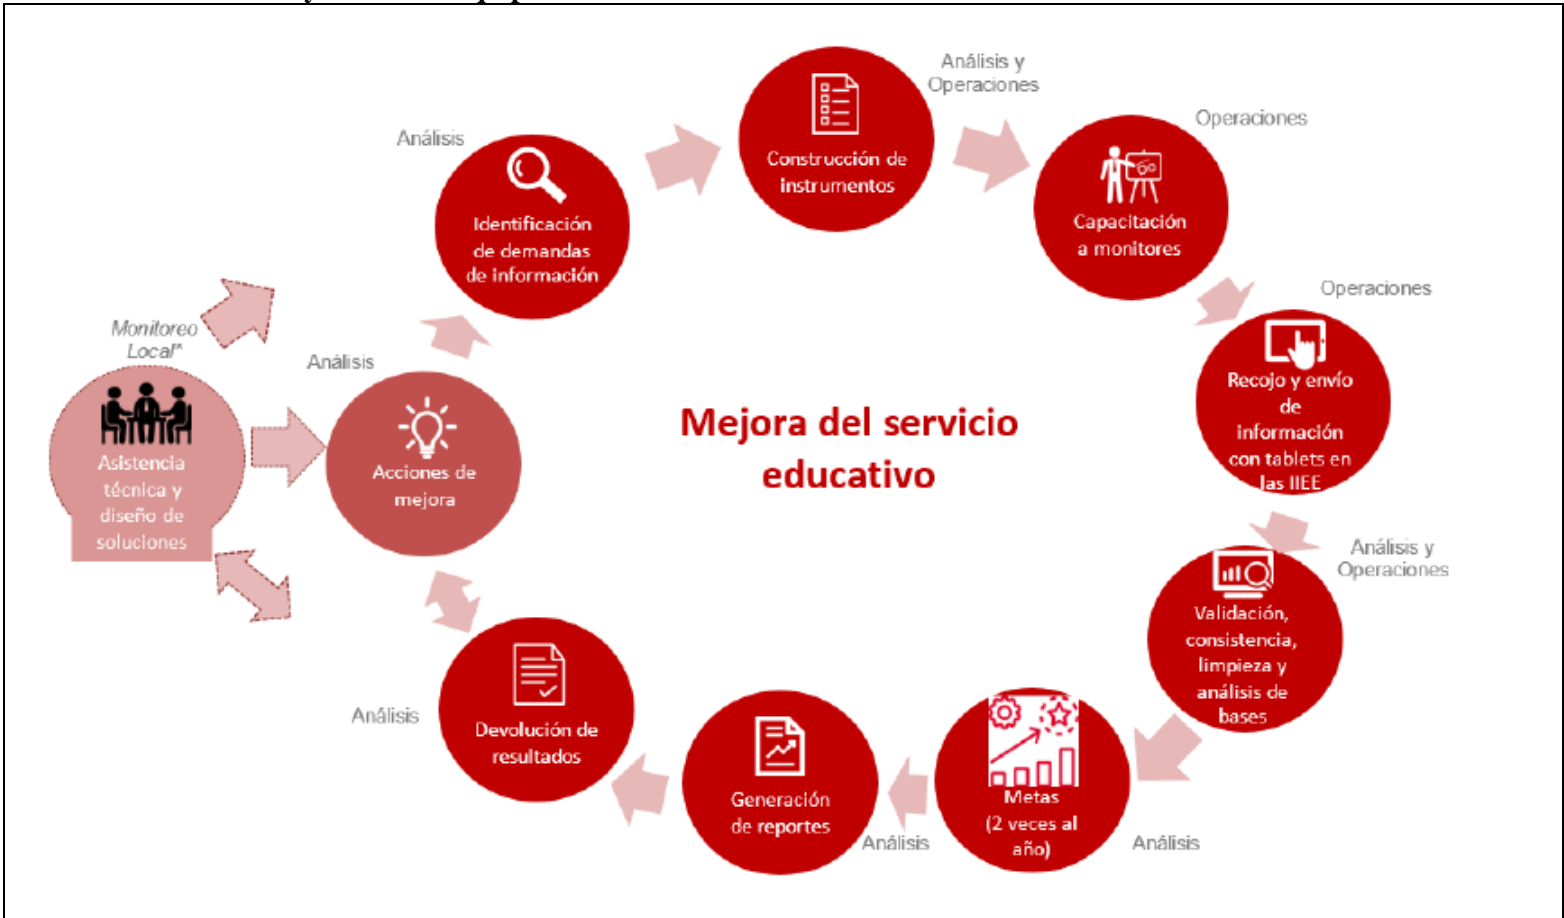 Análisis y
Operaciones
Construcción de
instrumentos
Operaciones
Capacitación
a monitores
Análisis
Identificación
de demandas
de información
Operaciones
Recojo y envío
de
información
con tablets en
las IIEE
Monitoreo
Local*
Asistencia
técnica y
diseño de
soluciones
Análisis
Acciones de
mejora
Mejora del servicio
educativo
Análisis y
Operaciones
Validación,
consistencia,
limpieza y
análisis de
bases
Análisis
Devolución de
resultados
Generación
de reportes
Análisis
Metas
(2 veces al
año)
Análisis